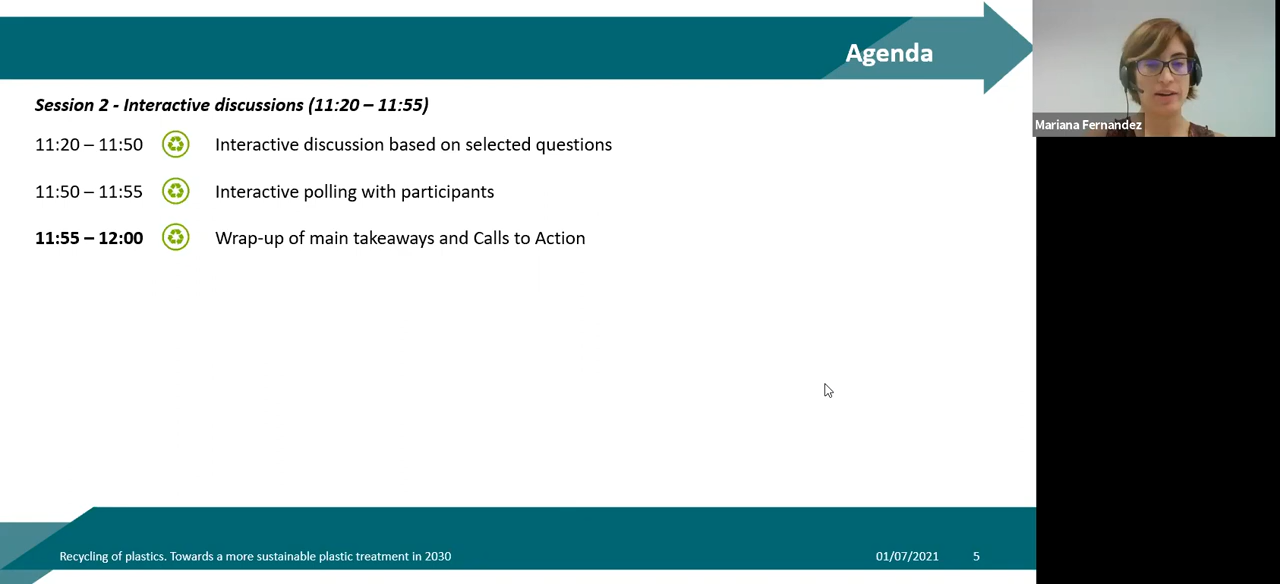 Agenda
Mariana Fernandez
Session 2 - Interactive discussions (11:20 – 11:55)
11:20 – 11:50 Interactive discussion based on selected questions
11:50 – 11:55 Interactive polling with participants
11:55 – 12:00 Wrap-up of main takeaways and Calls to Action
Recycling of plastics. Towards a more sustainable plastic treatment in 2030 01/07/2021 5